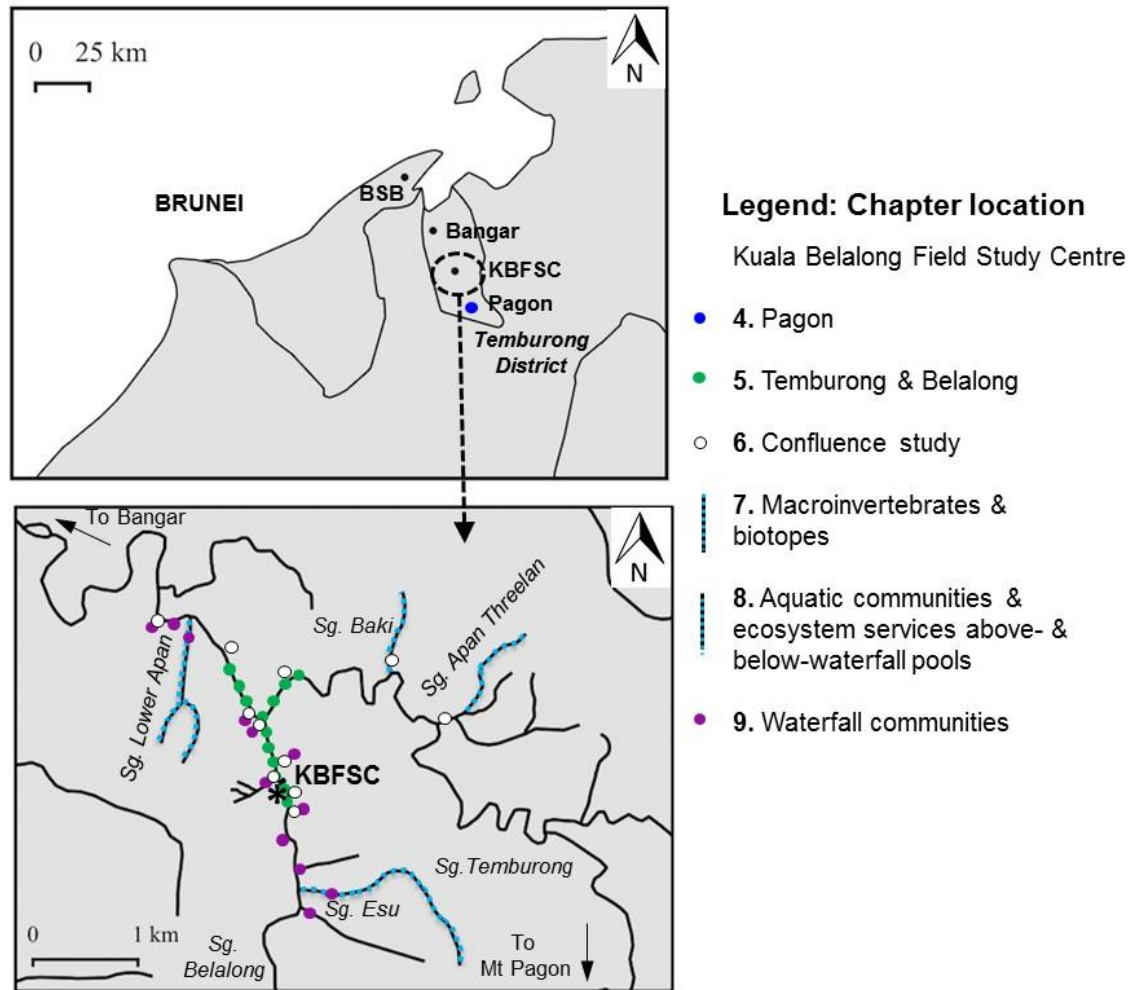 0 25 km
N
BRUNEI
BSB
Bangar
KBFSC
Pagon
Temburong
District
To Bangar
N
Sg. Baki
Sg. Apan Threelan
Sg. Lower Apan
KBFSC
*
Sg.Temburong
Sg. Esu
0 1 km
Sg.
Belalong
To
Mt Pagon
Legend: Chapter location
Kuala Belalong Field Study Centre
4. Pagon
5. Temburong & Belalong
6. Confluence study
7. Macroinvertebrates &
biotopes
8. Aquatic communities &
ecosystem services above- &
below-waterfall pools
9. Waterfall communities